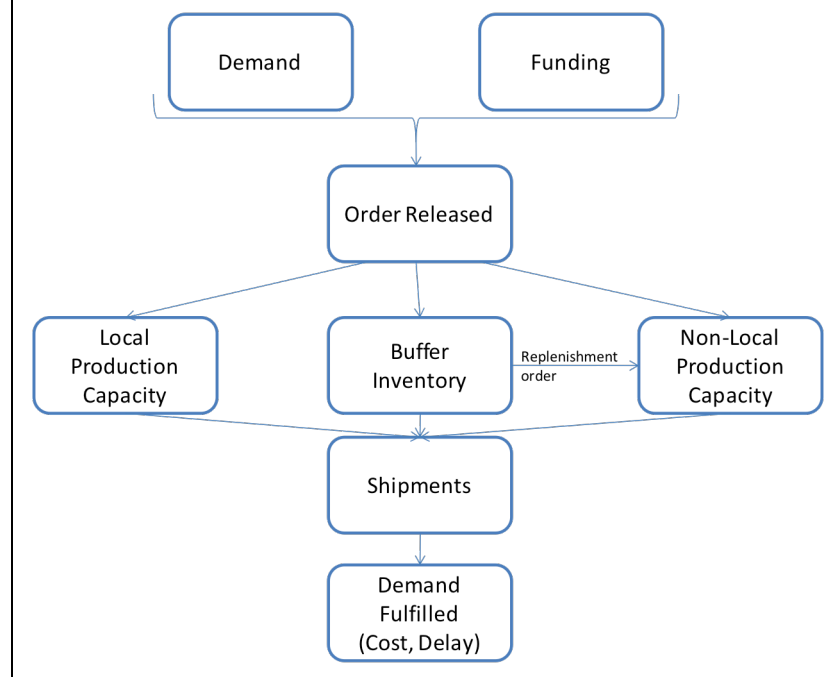 Demand
Funding
Order Released
Local
Production
Capacity
Buffer
Inventory
Replenishment
order
Non-Local
Production
Capacity
Shipments
Demand
Fulfilled
(Cost, Delay)